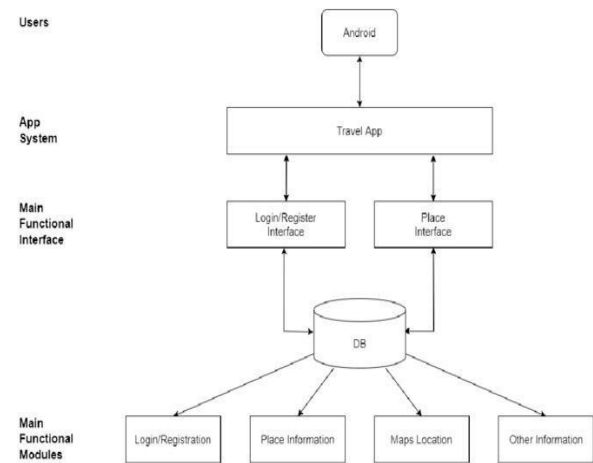 Users
Android
App
System
Travel App
Main
Functional
Interface
Login/Register
Interface
Place
Interface
DB
Main
Functional
Modules
Login/Registration
Place Information
Maps Location
Other Information